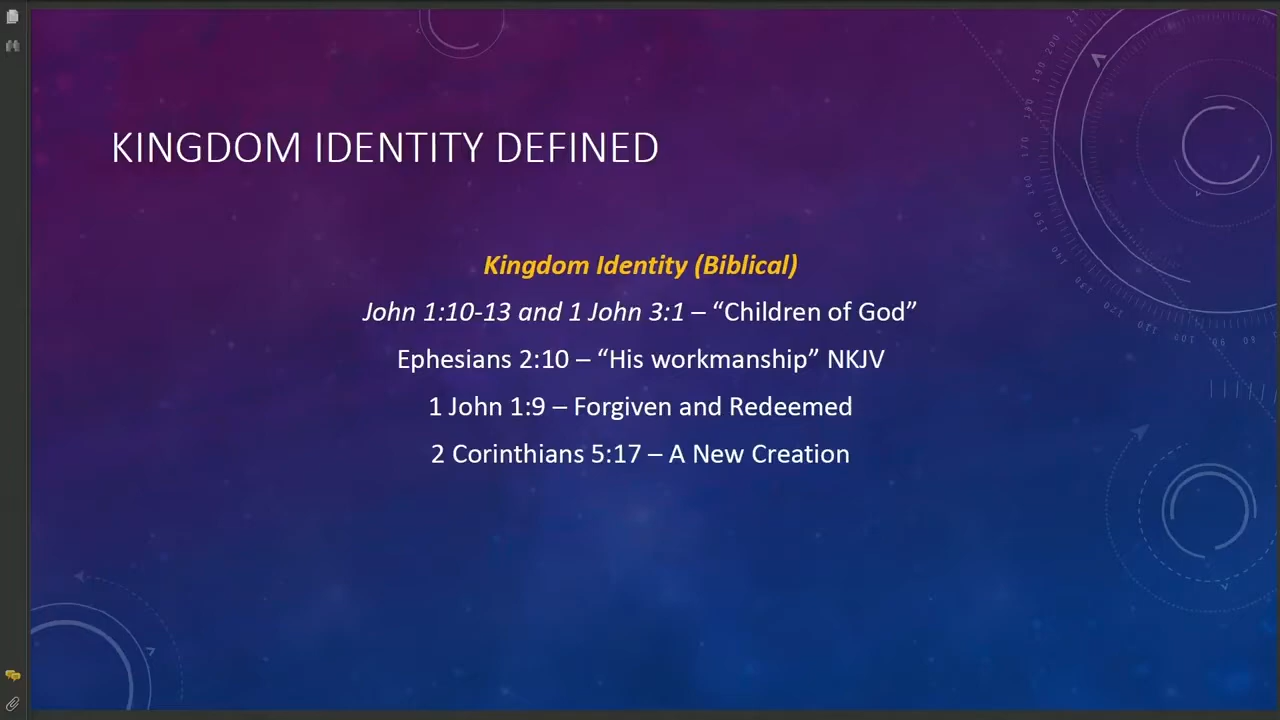 KINGDOM IDENTITY DEFINED
Kingdom Identity (Biblical)
John 1:10-13 and 1 John 3:1 – “Children of God”
Ephesians 2:10 – “His workmanship” NKJV
1 John 1:9 – Forgiven and Redeemed
2 Corinthians 5:17 – A New Creation